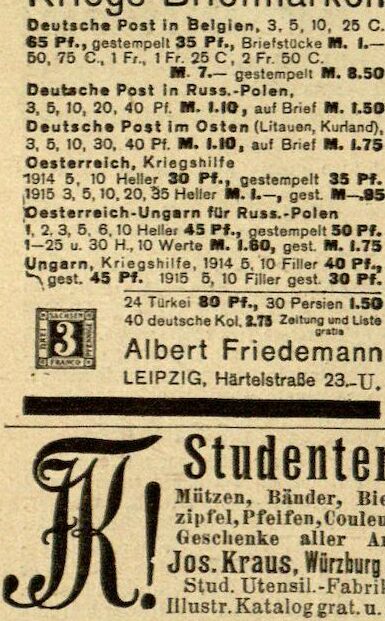 Kriegs-Briefmarken
Deutsche Post in Belgien, 3, 5, 10, 25 C.
65 Pf., gestempelt 35 Pf., Briefstücke M. 1.—
50, 75 C., 1 Fr., 1 Fr. 25 C, 2 Fr. 50 C.
M. 7.— gestempelt M. 8.50
Deutsche Post in Russ.-Polen,
3, 5, 10, 20, 40 Pf. M. 1.10, auf Brief M. 1.50
Deutsche Post im Osten (Litauen, Kurland),
3, 5, 10, 30, 40 Pf. M. 1.10, auf Brief M. 1.75
Oesterreich, Kriegshilfe
1914 5, 10 Heller 30 Pf., gestempelt 35 Pf.
1915 3, 5, 10, 20, 35 Heller M. 1.—, gest. M.—.85
Oesterreich-Ungarn für Russ.-Polen
1, 2, 3, 5, 6, 10 Heller 45 Pf., gestempelt 50 Pf.
1—25 u. 30 H., 10 Werte M. 1.60, gest. M. 1.75
Ungarn, Kriegshilfe, 1914 5, 10 Filler 40 Pf.,
gest. 45 Pf. 1915 5, 10 Filler gest. 30 Pf.
24 Türkei 80 Pf., 30 Persien 1.50
40 deutsche Kol. 2.75 Zeitung und Liste
gratis
SACHSEN
DREI 3 PFENNIGE
FRANCO
Albert Friedemann
LEIPZIG, Härtelstraße 23.-U.
JK!
Studenten
Mützen, Bänder, Bie
zipfel, Pfeifen, Couleu
Geschenke aller Ar
Jos. Kraus, Würzburg
Stud. Utensil.-Fabrik
Illustr. Katalog grat. u.